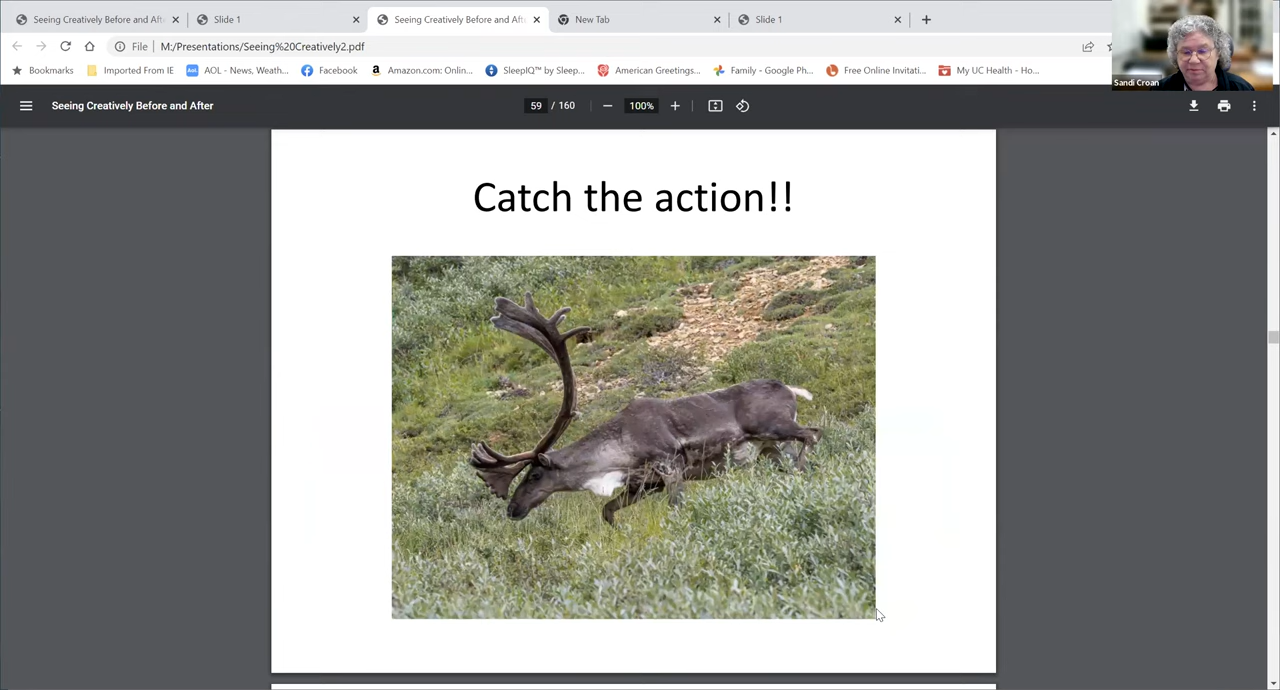 Seeing Creatively Before and Aft
Slide 1
Seeing Creatively Before and Aft
New Tab
Slide 1
File
M:/Presentations/Seeing%20Creatively2.pdf
Bookmarks
Imported From IE
Aol.
AOL - News, Weath...
Facebook
a
Amazon.com: Onlin...
SleepIQ™ by Sleep...
American Greetings...
Family - Google Ph...
Free Online Invitati...
My UC Health - Ho...
Sandi Croan
Seeing Creatively Before and After
59 / 160
100%
Catch the action!!